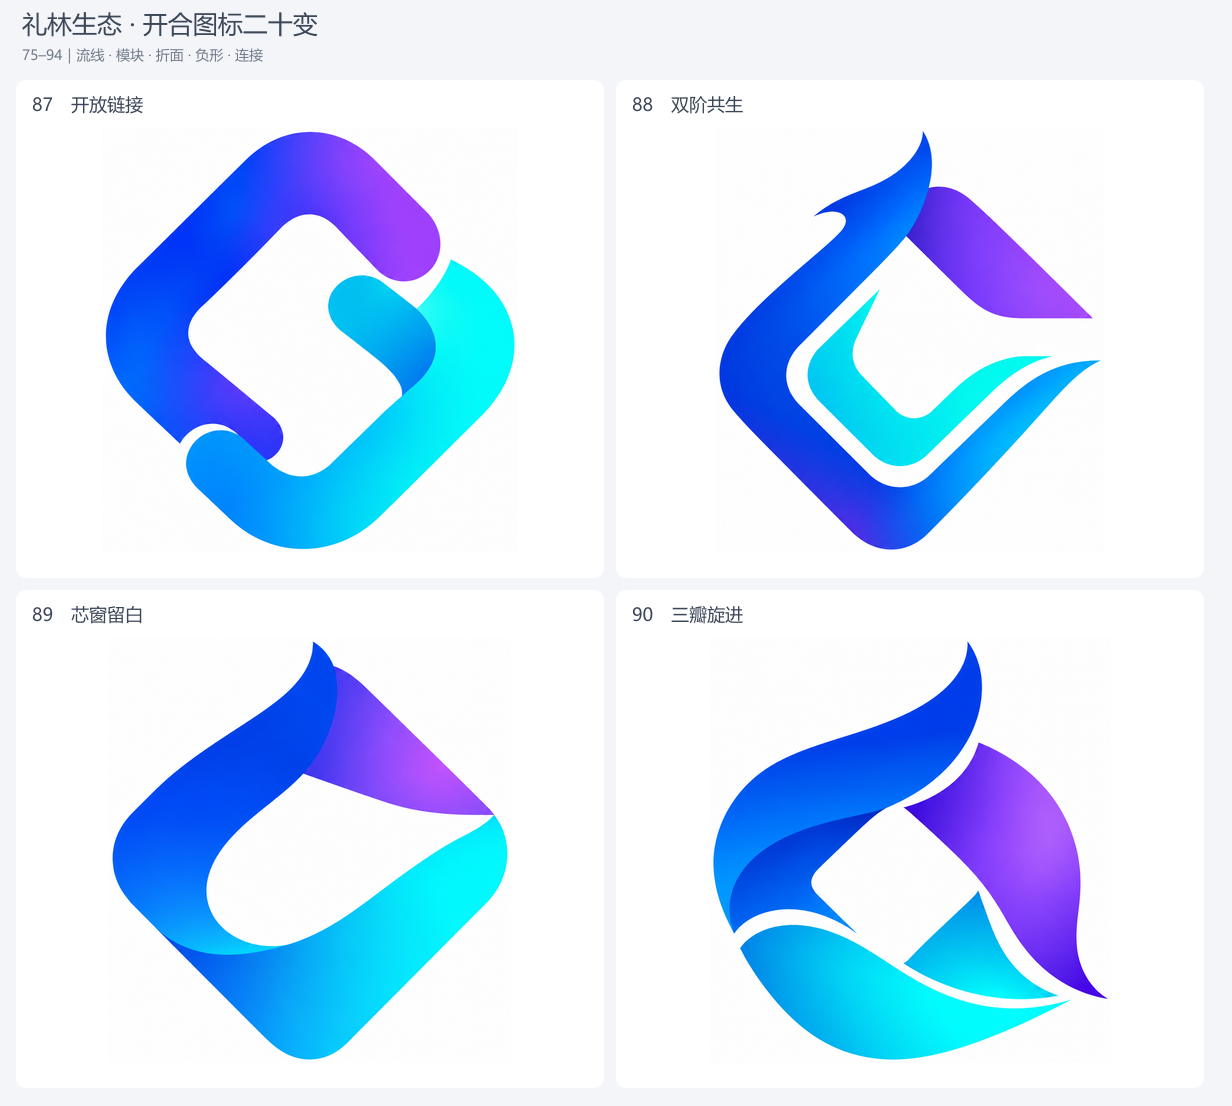 礼林生态 · 开合图标二十变
75–94 | 流线 · 模块 · 折面 · 负形 · 连接
87 开放链接
88 双阶共生
89 芯窗留白
90 三瓣旋进